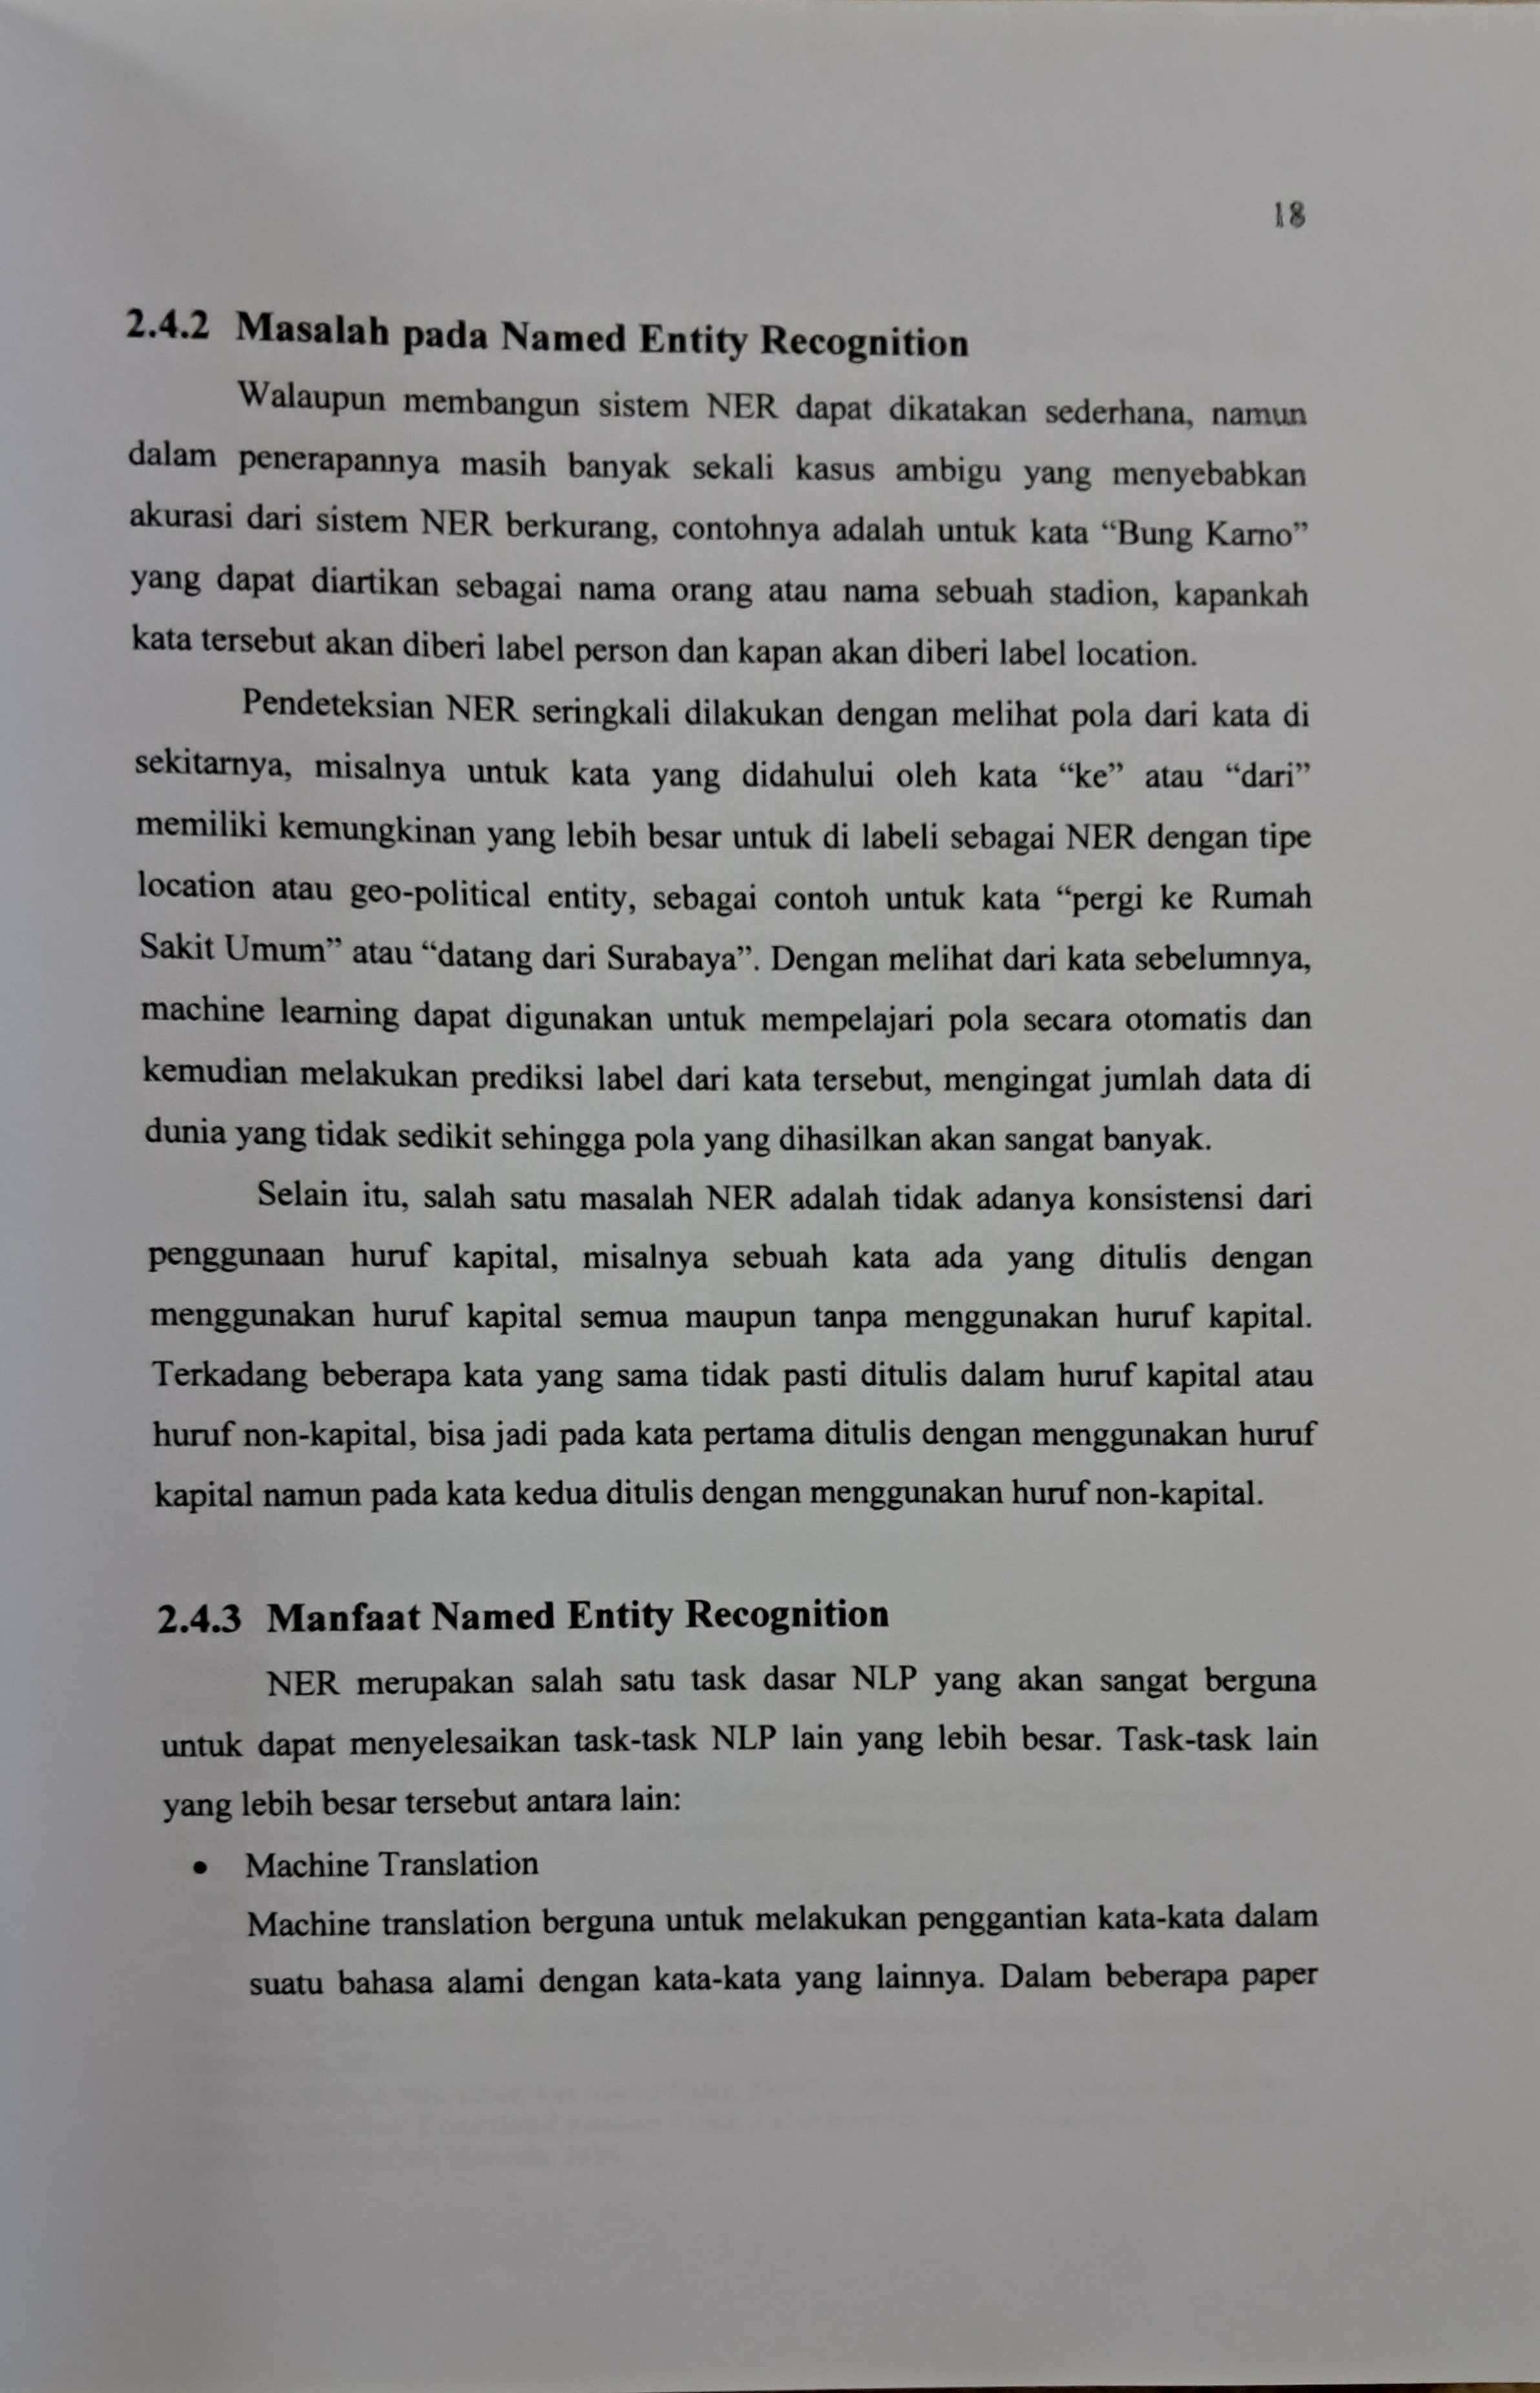 18
2.4.2 Masalah pada Named Entity Recognition
Walaupun membangun sistem NER dapat dikatakan sederhana, namun
dalam penerapannya masih banyak sekali kasus ambigu yang menyebabkan
akurasi dari sistem NER berkurang, contohnya adalah untuk kata “Bung Karno”
yang dapat diartikan sebagai nama orang atau nama sebuah stadion, kapankah
kata tersebut akan diberi label person dan kapan akan diberi label location.
Pendeteksian NER seringkali dilakukan dengan melihat pola dari kata di
sekitarnya, misalnya untuk kata yang didahului oleh kata “ke” atau “dari”
memiliki kemungkinan yang lebih besar untuk di labeli sebagai NER dengan tipe
location atau geo-political entity, sebagai contoh untuk kata “pergi ke Rumah
Sakit Umum” atau “datang dari Surabaya”. Dengan melihat dari kata sebelumnya,
machine learning dapat digunakan untuk mempelajari pola secara otomatis dan
kemudian melakukan prediksi label dari kata tersebut, mengingat jumlah data di
dunia yang tidak sedikit sehingga pola yang dihasilkan akan sangat banyak.
Selain itu, salah satu masalah NER adalah tidak adanya konsistensi dari
penggunaan huruf kapital, misalnya sebuah kata ada yang ditulis dengan
menggunakan huruf kapital semua maupun tanpa menggunakan huruf kapital.
Terkadang beberapa kata yang sama tidak pasti ditulis dalam huruf kapital atau
huruf non-kapital, bisa jadi pada kata pertama ditulis dengan menggunakan huruf
kapital namun pada kata kedua ditulis dengan menggunakan huruf non-kapital.
2.4.3 Manfaat Named Entity Recognition
NER merupakan salah satu task dasar NLP yang akan sangat berguna
untuk dapat menyelesaikan task-task NLP lain yang lebih besar. Task-task lain
yang lebih besar tersebut antara lain:
• Machine Translation
Machine translation berguna untuk melakukan penggantian kata-kata dalam
suatu bahasa alami dengan kata-kata yang lainnya. Dalam beberapa paper